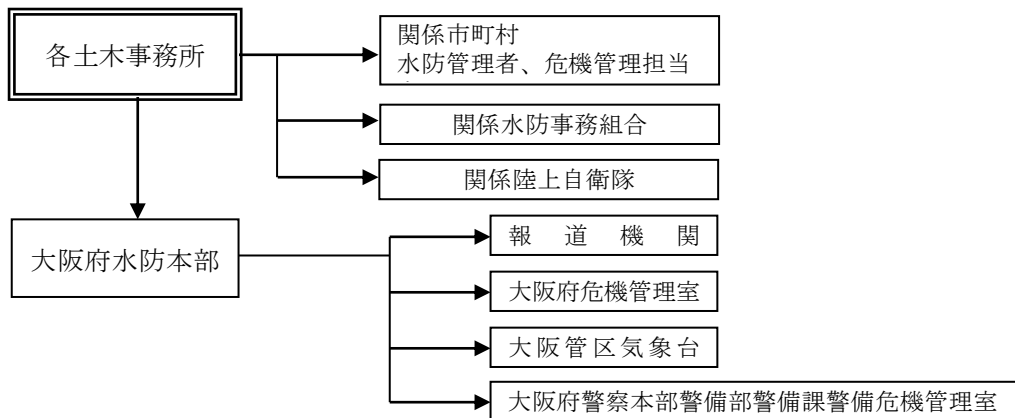 各土木事務所
関係市町村
水防管理者、危機管理担当
関係水防事務組合
関係陸上自衛隊
大阪府水防本部
報道機関
大阪府危機管理室
大阪管区気象台
大阪府警察本部警備部警備課警備危機管理室